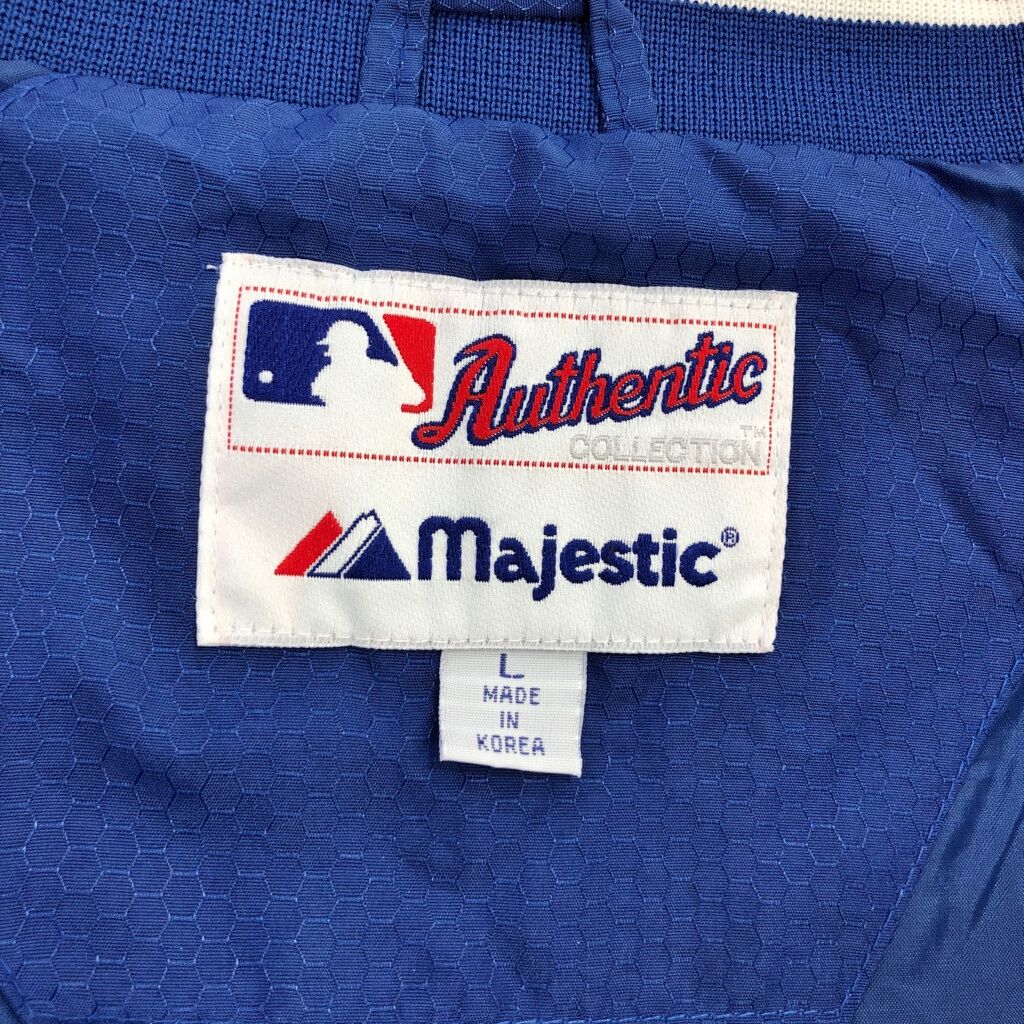 Authentic
COLLECTION™
Majestic®
L
MADE
IN
KOREA